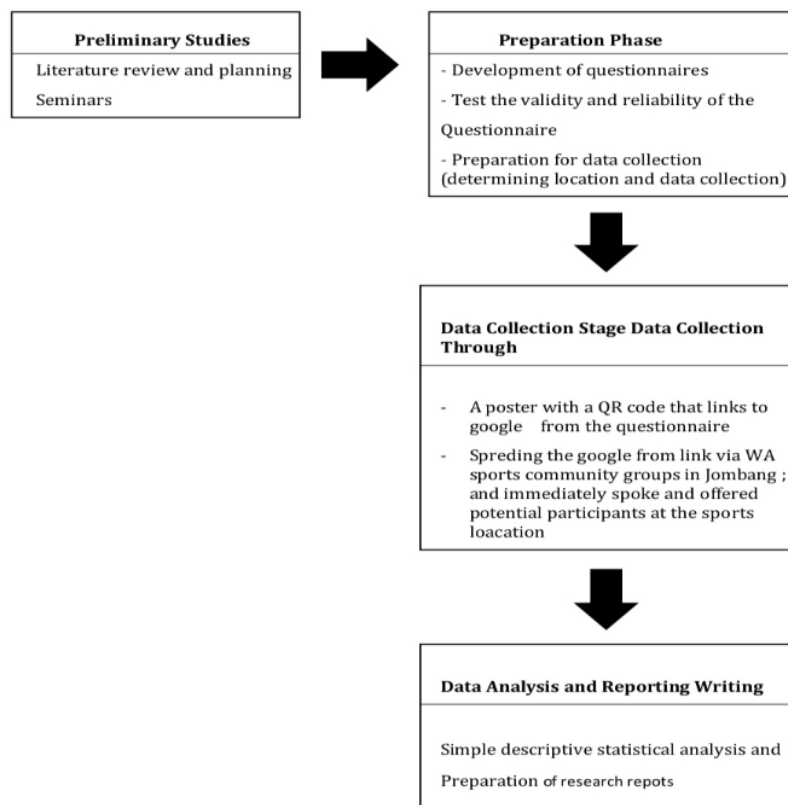 Preliminary Studies
Literature review and planning
Seminars
Preparation Phase
- Development of questionnaires
- Test the validity and reliability of the
Questionnaire
- Preparation for data collection
(determining location and data collection)
Data Collection Stage Data Collection
Through
- A poster with a QR code that links to
google from the questionnaire
- Spreding the google from link via WA
sports community groups in Jombang ;
and immediately spoke and offered
potential participants at the sports
loacation
Data Analysis and Reporting Writing
Simple descriptive statistical analysis and
Preparation of research repots